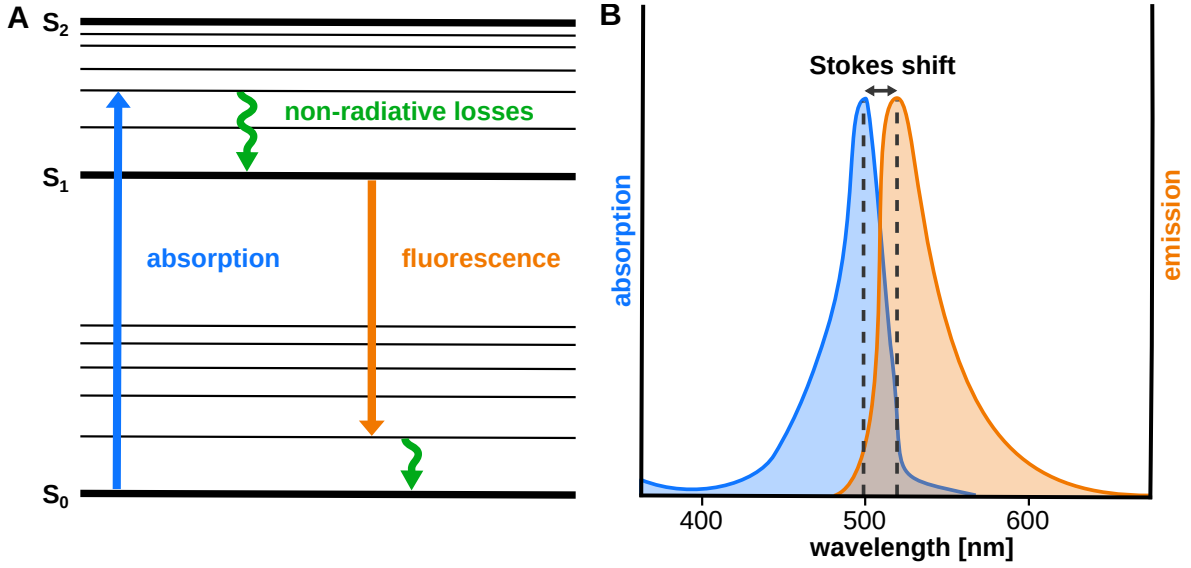 A
S₂
non-radiative losses
S₁
absorption
fluorescence
S₀
B
Stokes shift
absorption
emission
400
500
600
wavelength [nm]